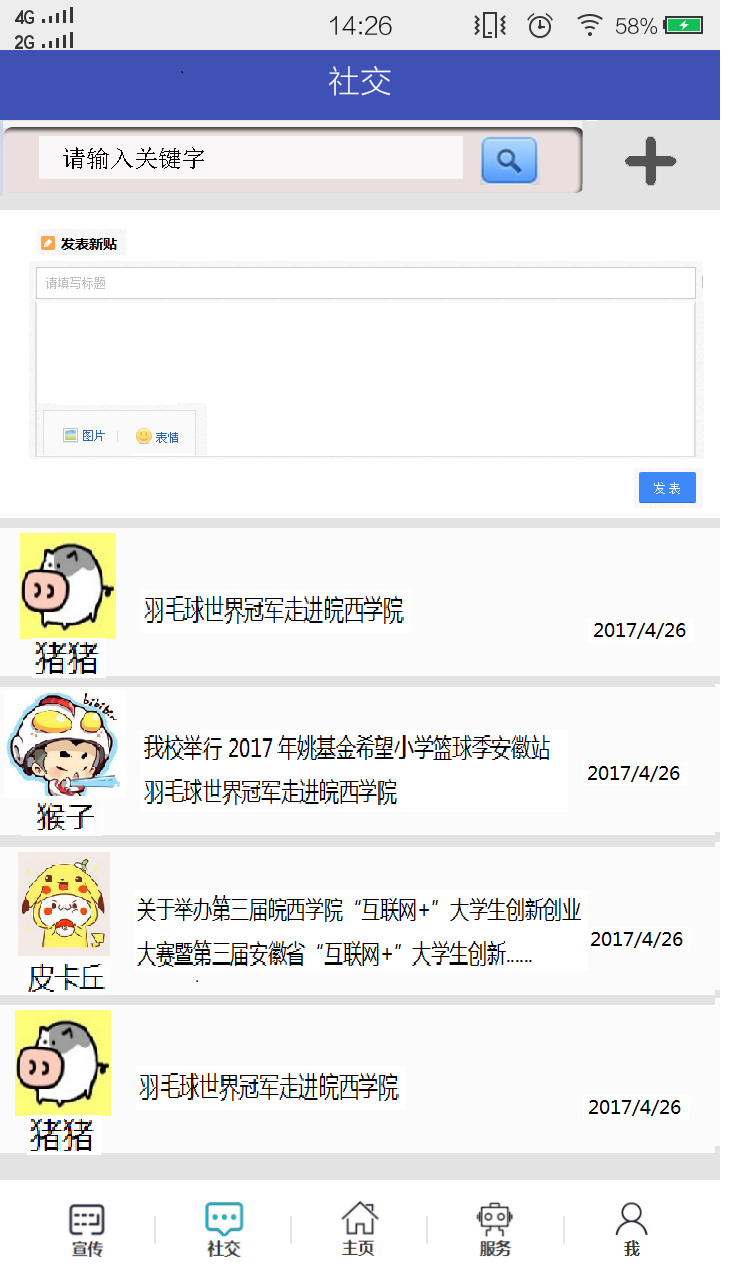 4G
14:26
58%
2G
社交
请输入关键字
发表新贴
请填写标题
图片
表情
发表
羽毛球世界冠军走进皖西学院
2017/4/26
猪猪
bibibin
我校举行 2017 年姚基金希望小学篮球季安徽站
羽毛球世界冠军走进皖西学院
2017/4/26
猴子
关于举办第三届皖西学院“互联网+”大学生创新创业
大赛暨第三届安徽省“互联网+”大学生创新......
2017/4/26
皮卡丘
羽毛球世界冠军走进皖西学院
2017/4/26
猪猪
宣传
社交
主页
服务
我